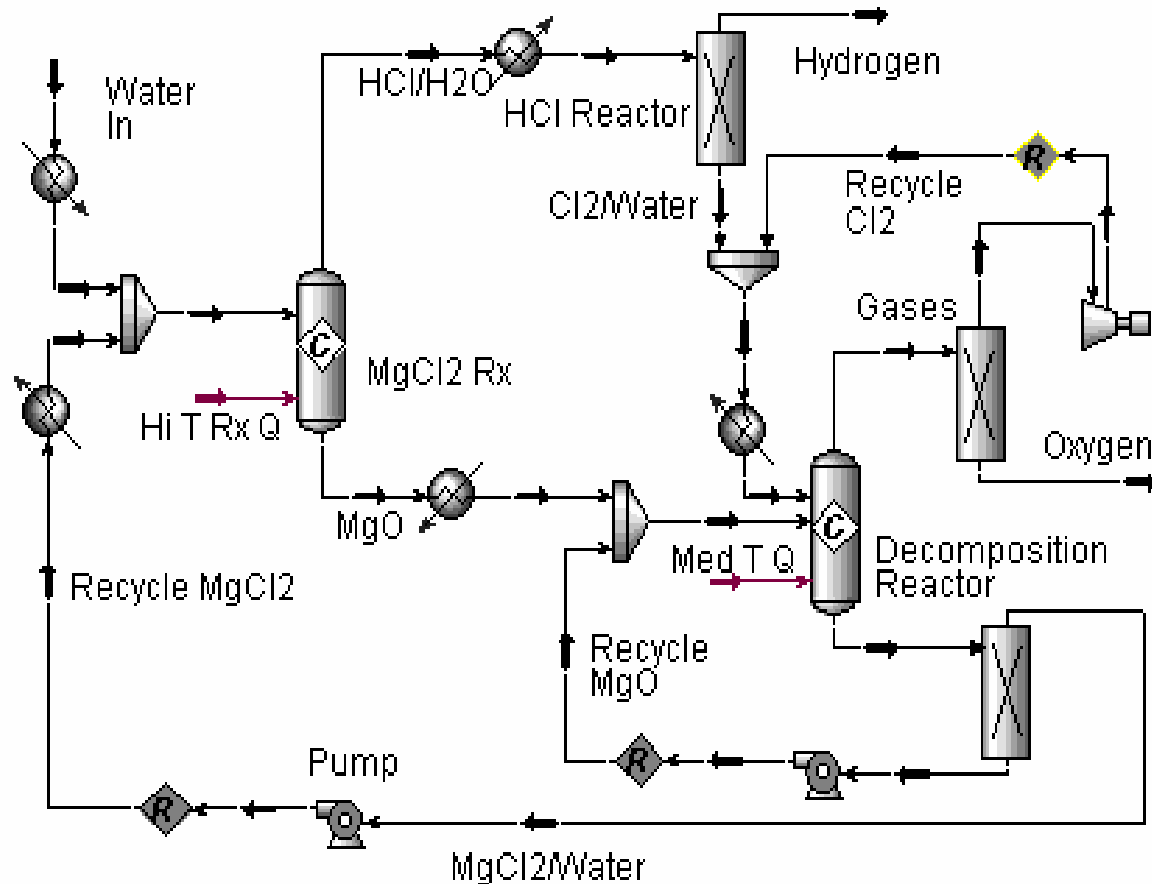 Water
In
HCl/H2O
HCl Reactor
Hydrogen
R
Recycle
Cl2
Cl2/Water
Gases
C
MgCl2 Rx
Hi T Rx Q
Oxygen
MgO
C
Decomposition
Reactor
Med T Q
Recycle MgCl2
Recycle
MgO
R
Pump
R
MgCl2/Water